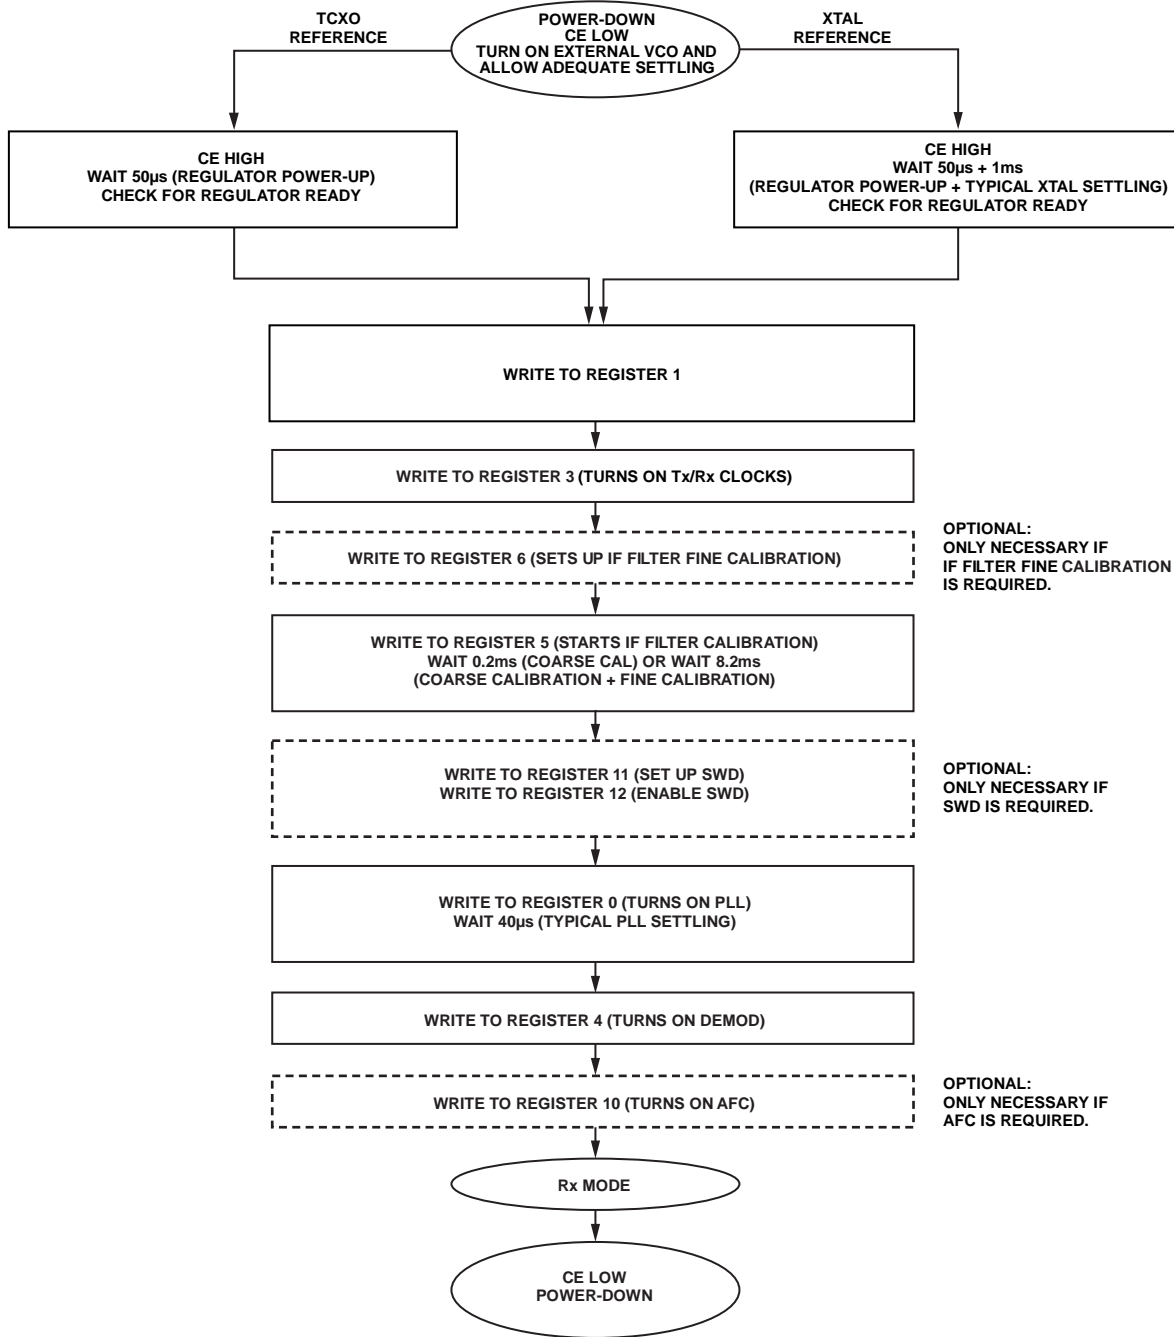 TCXO
REFERENCE
POWER-DOWN
CE LOW
TURN ON EXTERNAL VCO AND
ALLOW ADEQUATE SETTLING
XTAL
REFERENCE
CE HIGH
WAIT 50µs (REGULATOR POWER-UP)
CHECK FOR REGULATOR READY
CE HIGH
WAIT 50µs + 1ms
(REGULATOR POWER-UP + TYPICAL XTAL SETTLING)
CHECK FOR REGULATOR READY
WRITE TO REGISTER 1
WRITE TO REGISTER 3 (TURNS ON Tx/Rx CLOCKS)
WRITE TO REGISTER 6 (SETS UP IF FILTER FINE CALIBRATION)
OPTIONAL:
ONLY NECESSARY IF
IF FILTER FINE CALIBRATION
IS REQUIRED.
WRITE TO REGISTER 5 (STARTS IF FILTER CALIBRATION)
WAIT 0.2ms (COARSE CAL) OR WAIT 8.2ms
(COARSE CALIBRATION + FINE CALIBRATION)
WRITE TO REGISTER 11 (SET UP SWD)
WRITE TO REGISTER 12 (ENABLE SWD)
OPTIONAL:
ONLY NECESSARY IF
SWD IS REQUIRED.
WRITE TO REGISTER 0 (TURNS ON PLL)
WAIT 40µs (TYPICAL PLL SETTLING)
WRITE TO REGISTER 4 (TURNS ON DEMOD)
WRITE TO REGISTER 10 (TURNS ON AFC)
OPTIONAL:
ONLY NECESSARY IF
AFC IS REQUIRED.
Rx MODE
CE LOW
POWER-DOWN